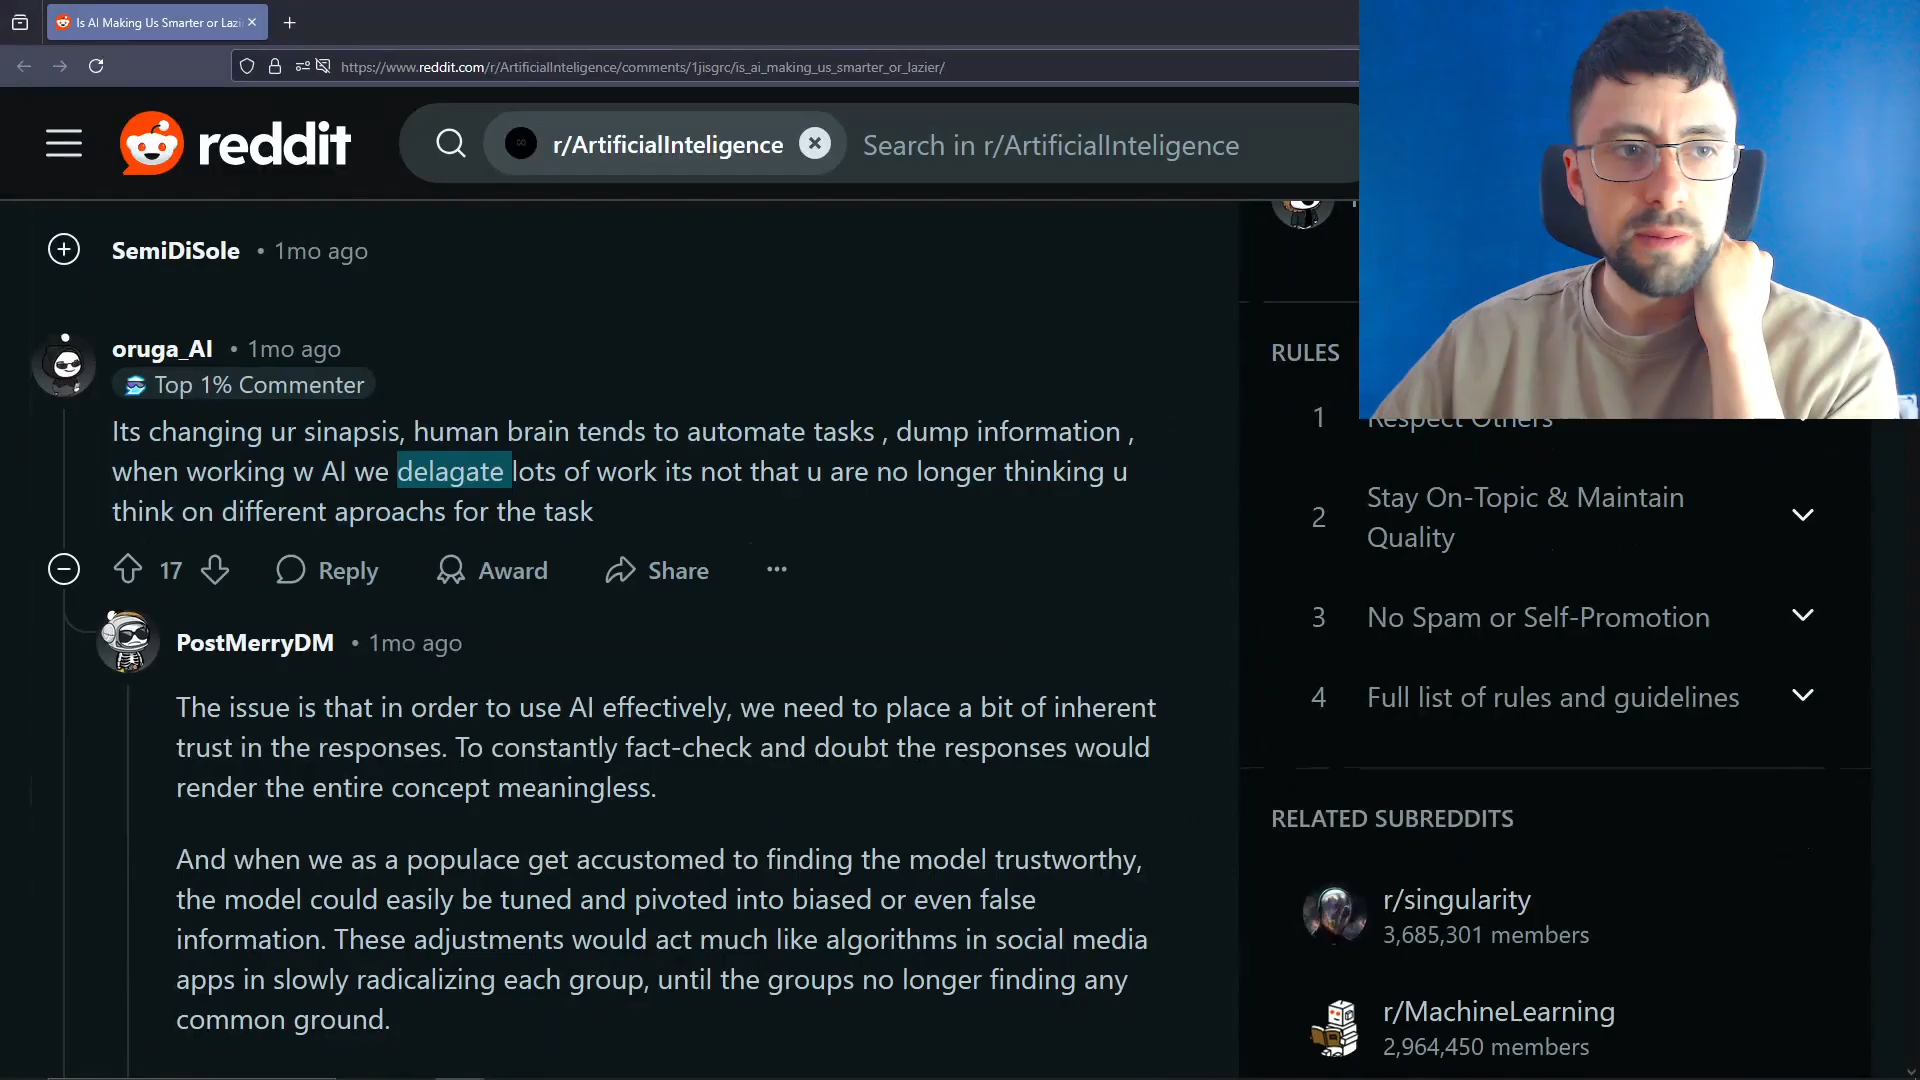 Is AI Making Us Smarter or Lazi
https://www.reddit.com/r/ArtificialInteligence/comments/1jisgrc/is_ai_making_us_smarter_or_lazier/
reddit
r/ArtificialInteligence
Search in r/ArtificialInteligence
SemiDiSole • 1mo ago
oruga_AI • 1mo ago
Top 1% Commenter
Its changing ur sinapsis, human brain tends to automate tasks , dump information ,
when working w AI we delagate lots of work its not that u are no longer thinking u
think on different aproachs for the task
17
Reply
Award
Share
PostMerryDM • 1mo ago
The issue is that in order to use AI effectively, we need to place a bit of inherent
trust in the responses. To constantly fact-check and doubt the responses would
render the entire concept meaningless.
And when we as a populace get accustomed to finding the model trustworthy,
the model could easily be tuned and pivoted into biased or even false
information. These adjustments would act much like algorithms in social media
apps in slowly radicalizing each group, until the groups no longer finding any
common ground.
RULES
1 Respect Others
2 Stay On-Topic & Maintain
Quality
3 No Spam or Self-Promotion
4 Full list of rules and guidelines
RELATED SUBREDDITS
r/singularity
3,685,301 members
r/MachineLearning
2,964,450 members